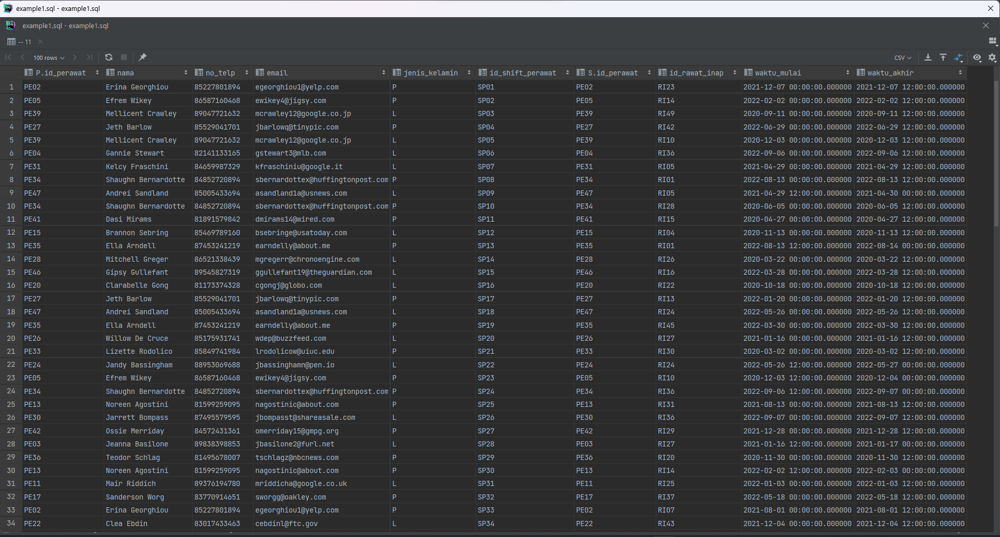 example1.sql - example1.sql
example1.sql - example1.sql
-- 11
100 rows CSV
P.id_perawat nama no_telp email jenis_kelamin id_shift_perawat S.id_perawat id_rawat_inap waktu_mulai waktu_akhir
1 PE02 Erina Georghiou 85227801894 egeorghiou1@yelp.com P SP01 PE02 RI23 2021-12-07 00:00:00.000000 2021-12-07 12:00:00.000000
2 PE05 Efrem Wikey 86587160468 ewikey4@jigsy.com P SP02 PE05 RI14 2022-02-02 00:00:00.000000 2022-02-02 12:00:00.000000
3 PE39 Mellicent Crawley 89047721632 mcrawley12@google.co.jp L SP03 PE39 RI49 2020-09-11 00:00:00.000000 2020-09-11 12:00:00.000000
4 PE27 Jeth Barlow 85529041701 jbarlowq@tinypic.com P SP04 PE27 RI42 2022-06-29 00:00:00.000000 2022-06-29 12:00:00.000000
5 PE39 Mellicent Crawley 89047721632 mcrawley12@google.co.jp L SP05 PE39 RI10 2020-12-03 00:00:00.000000 2020-12-03 12:00:00.000000
6 PE04 Gannie Stewart 82141133165 gstewart3@mlb.com L SP06 PE04 RI36 2022-09-06 00:00:00.000000 2022-09-06 12:00:00.000000
7 PE31 Kelcy Fraschini 84659987329 kfraschiniu@google.it L SP07 PE31 RI05 2021-04-29 00:00:00.000000 2021-04-29 12:00:00.000000
8 PE34 Shaughn Bernardotte 84852720894 sbernardottex@huffingtonpost.com P SP08 PE34 RI01 2022-08-13 00:00:00.000000 2022-08-13 12:00:00.000000
9 PE47 Andrei Sandland 85005433694 asandland1a@usnews.com L SP09 PE47 RI05 2021-04-29 12:00:00.000000 2021-04-30 00:00:00.000000
10 PE34 Shaughn Bernardotte 84852720894 sbernardottex@huffingtonpost.com P SP10 PE34 RI28 2020-06-05 00:00:00.000000 2020-06-05 12:00:00.000000
11 PE41 Dasi Mirams 81891579842 dmirams14@wired.com P SP11 PE41 RI15 2020-04-27 00:00:00.000000 2020-04-27 12:00:00.000000
12 PE15 Brannon Sebring 85469789160 bsebringe@usatoday.com L SP12 PE15 RI04 2020-11-13 00:00:00.000000 2020-11-13 12:00:00.000000
13 PE35 Ella Arndell 87453241219 earndelly@about.me P SP13 PE35 RI01 2022-08-13 12:00:00.000000 2022-08-14 00:00:00.000000
14 PE28 Mitchell Greger 86521338439 mgregerr@chronoengine.com L SP14 PE28 RI26 2020-03-22 00:00:00.000000 2020-03-22 12:00:00.000000
15 PE46 Gipsy Gullefant 89545827319 ggullefant19@theguardian.com L SP15 PE46 RI16 2022-03-28 00:00:00.000000 2022-03-28 12:00:00.000000
16 PE20 Clarabelle Gong 81173374328 cgongj@globo.com L SP16 PE20 RI22 2020-10-18 00:00:00.000000 2020-10-18 12:00:00.000000
17 PE27 Jeth Barlow 85529041701 jbarlowq@tinypic.com P SP17 PE27 RI13 2022-01-20 00:00:00.000000 2022-01-20 12:00:00.000000
18 PE47 Andrei Sandland 85005433694 asandland1a@usnews.com L SP18 PE47 RI24 2022-05-26 00:00:00.000000 2022-05-26 12:00:00.000000
19 PE35 Ella Arndell 87453241219 earndelly@about.me P SP19 PE35 RI45 2022-03-30 00:00:00.000000 2022-03-30 12:00:00.000000
20 PE26 Willow De Cruce 85175931741 wdep@buzzfeed.com L SP20 PE26 RI27 2021-01-16 00:00:00.000000 2021-01-16 12:00:00.000000
21 PE33 Lizette Rodolico 85849741984 lrodolicow@uiuc.edu P SP21 PE33 RI30 2020-03-02 00:00:00.000000 2020-03-02 12:00:00.000000
22 PE24 Jandy Bassingham 88953069688 jbassinghamn@pen.io L SP22 PE24 RI24 2022-05-26 12:00:00.000000 2022-05-27 00:00:00.000000
23 PE05 Efrem Wikey 86587160468 ewikey4@jigsy.com P SP23 PE05 RI10 2020-12-03 12:00:00.000000 2020-12-04 00:00:00.000000
24 PE34 Shaughn Bernardotte 84852720894 sbernardottex@huffingtonpost.com P SP24 PE34 RI36 2022-09-06 12:00:00.000000 2022-09-07 00:00:00.000000
25 PE13 Noreen Agostini 81599259095 nagostinic@about.com P SP25 PE13 RI31 2021-08-13 00:00:00.000000 2021-08-13 12:00:00.000000
26 PE30 Jarrett Bompass 87495579595 jbompasst@shareasale.com L SP26 PE30 RI36 2022-09-07 00:00:00.000000 2022-09-07 12:00:00.000000
27 PE42 Ossie Merriday 84572431361 omerriday15@gmpg.org P SP27 PE42 RI29 2021-12-28 00:00:00.000000 2021-12-28 12:00:00.000000
28 PE03 Jeanna Basilone 89838398853 jbasilone2@furl.net L SP28 PE03 RI27 2021-01-16 12:00:00.000000 2021-01-17 00:00:00.000000
29 PE36 Teodor Schlag 81495678007 tschlagz@nbcnews.com P SP29 PE36 RI20 2020-11-30 00:00:00.000000 2020-11-30 12:00:00.000000
30 PE13 Noreen Agostini 81599259095 nagostinic@about.com P SP30 PE13 RI14 2022-02-02 12:00:00.000000 2022-02-03 00:00:00.000000
31 PE11 Mair Riddich 89376194780 mriddicha@google.co.uk L SP31 PE11 RI25 2022-01-03 00:00:00.000000 2022-01-03 12:00:00.000000
32 PE17 Sanderson Worg 83770914651 sworgg@oakley.com P SP32 PE17 RI37 2022-05-18 00:00:00.000000 2022-05-18 12:00:00.000000
33 PE02 Erina Georghiou 85227801894 egeorghiou1@yelp.com P SP33 PE02 RI07 2021-08-01 00:00:00.000000 2021-08-01 12:00:00.000000
34 PE22 Clea Ebdin 83017433463 cebdinl@ftc.gov L SP34 PE22 RI43 2021-12-04 00:00:00.000000 2021-12-04 12:00:00.000000